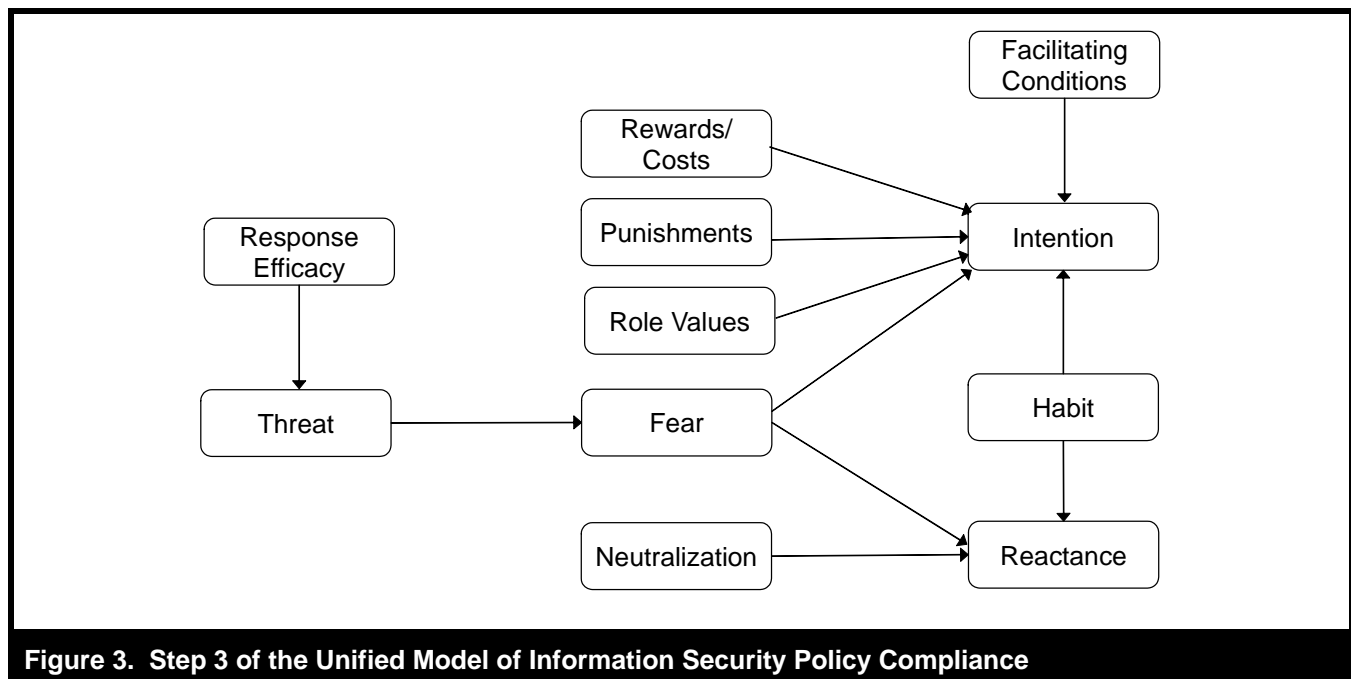 Facilitating
Conditions
Rewards/
Costs
Punishments
Intention
Response
Efficacy
Role Values
Threat
Fear
Habit
Neutralization
Reactance
Figure 3. Step 3 of the Unified Model of Information Security Policy Compliance